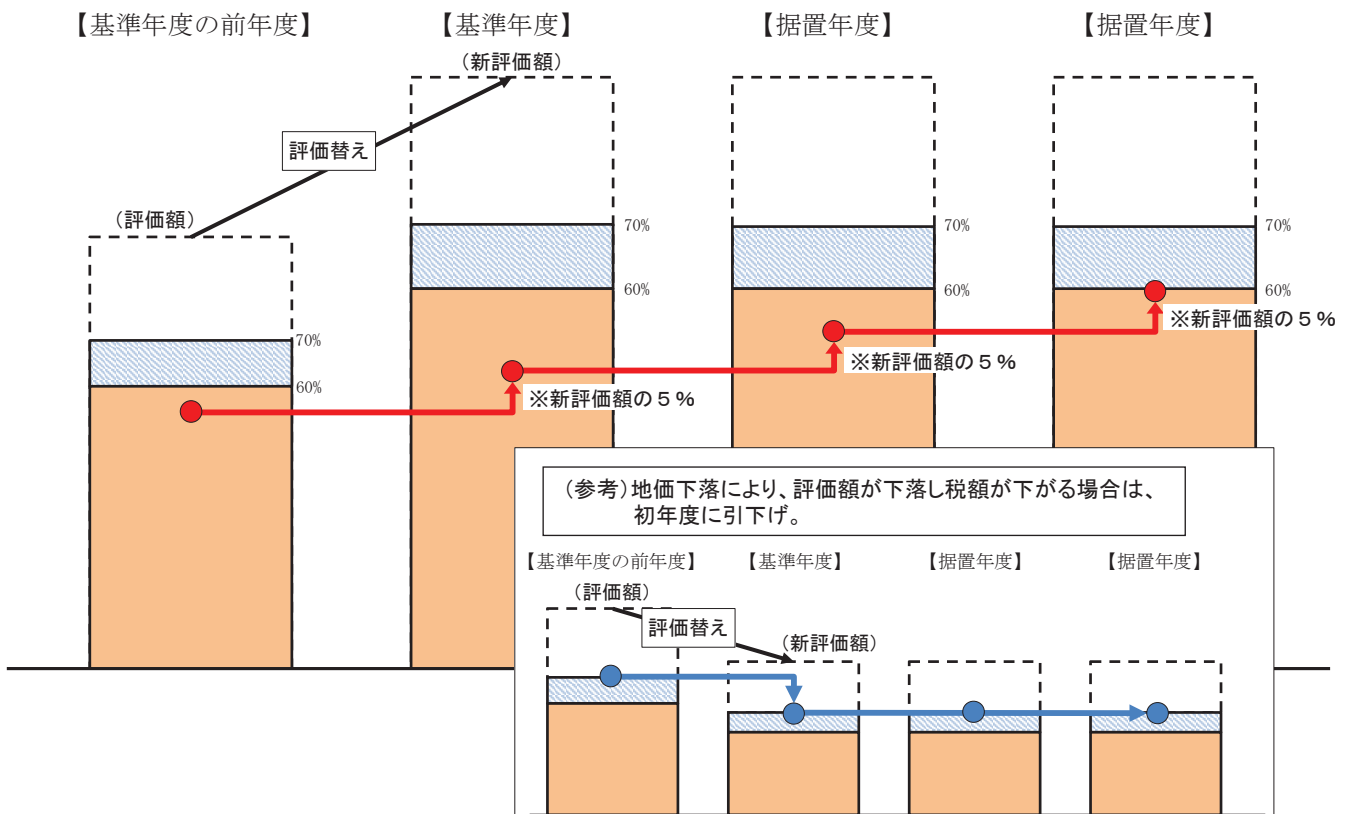 【基準年度の前年度】
【基準年度】
【据置年度】
【据置年度】
(新評価額)
評価替え
(評価額)
70%
60%
70%
60%
70%
60%
70%
60%
※新評価額の5%
※新評価額の5%
※新評価額の5%
(参考)地価下落により、評価額が下落し税額が下がる場合は、
初年度に引下げ。
【基準年度の前年度】
【基準年度】
【据置年度】
【据置年度】
(評価額)
評価替え
(新評価額)